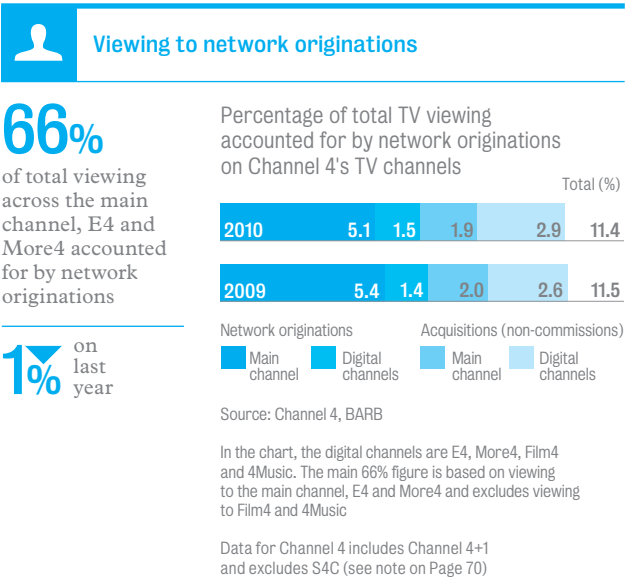 Viewing to network originations
66%
of total viewing
across the main
channel, E4 and
More4 accounted
for by network
originations
1%
on
last
year
Percentage of total TV viewing
accounted for by network originations
on Channel 4's TV channels
Total (%)
2010 5.1 1.5 1.9 2.9 11.4
2009 5.4 1.4 2.0 2.6 11.5
Network originations
Main
channel
Digital
channels
Acquisitions (non-commissions)
Main
channel
Digital
channels
Source: Channel 4, BARB
In the chart, the digital channels are E4, More4, Film4
and 4Music. The main 66% figure is based on viewing
to the main channel, E4 and More4 and excludes viewing
to Film4 and 4Music
Data for Channel 4 includes Channel 4+1
and excludes S4C (see note on Page 70)